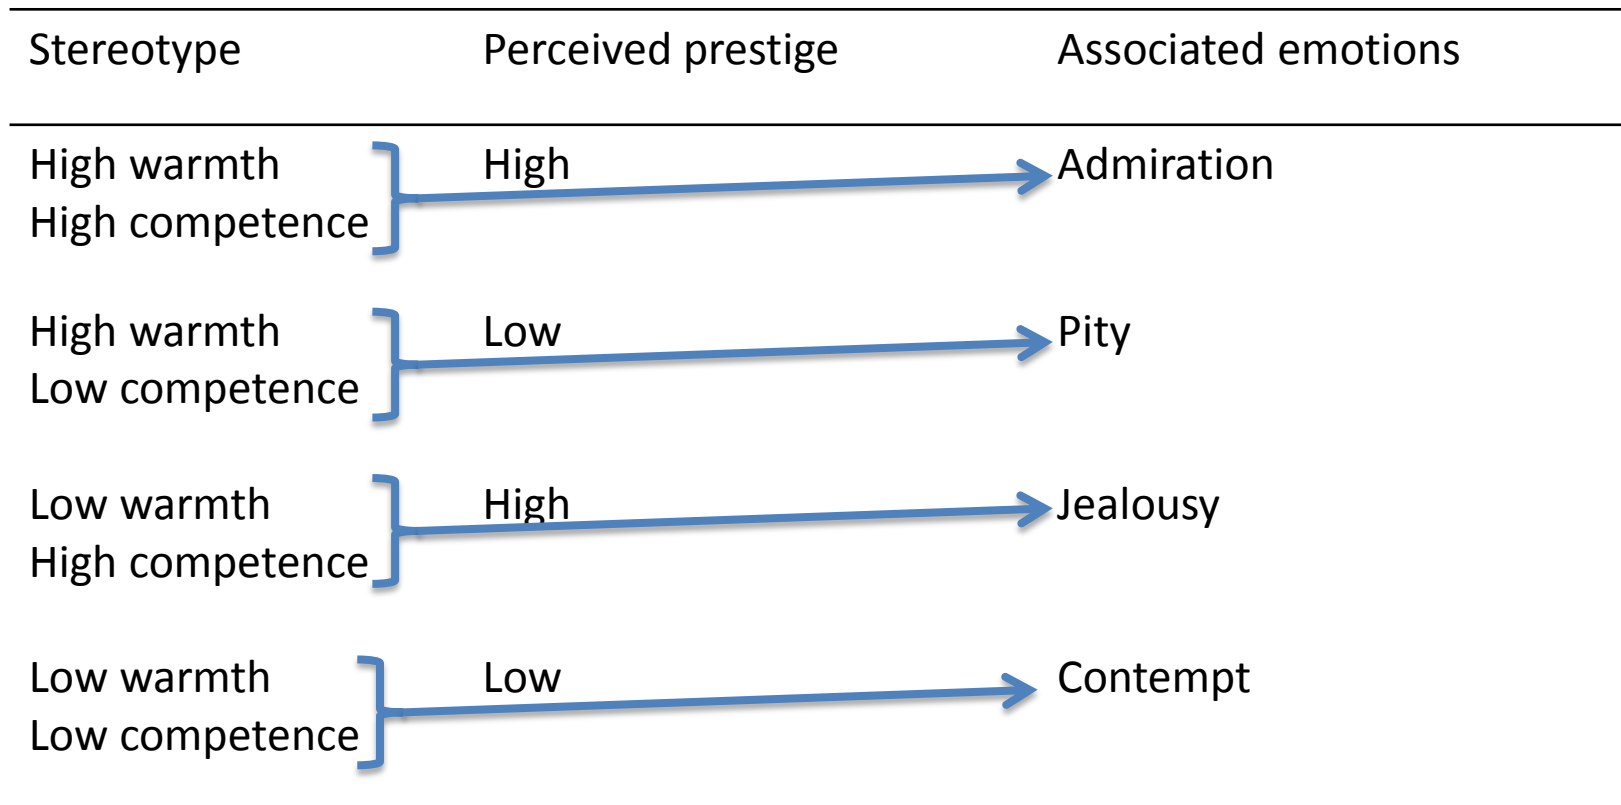 Stereotype Perceived prestige Associated emotions
High warmth High Admiration
High competence
High warmth Low Pity
Low competence
Low warmth High Jealousy
High competence
Low warmth Low Contempt
Low competence